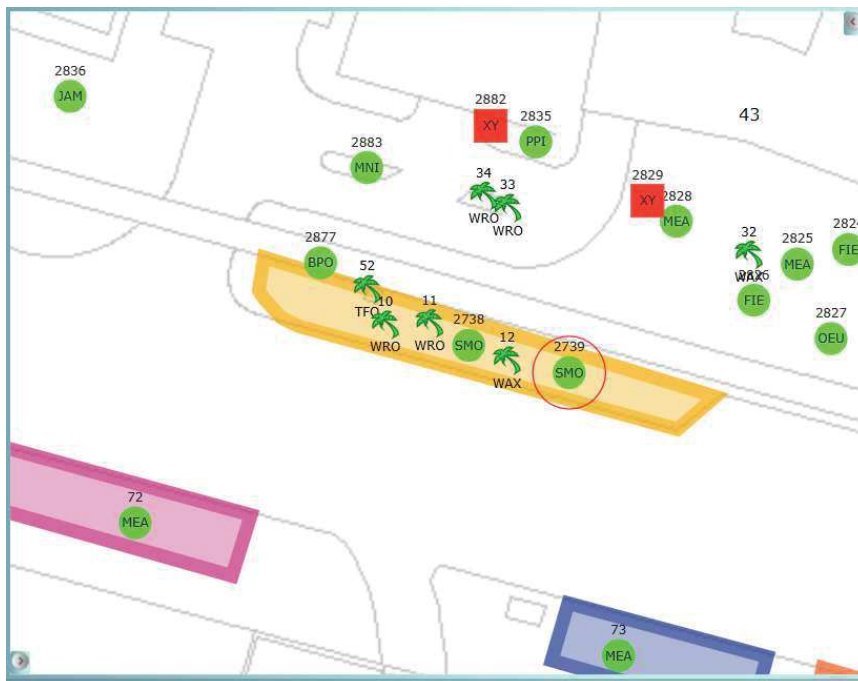 2836
JAM
2882
XY
2835
PPI
43
2883
MNI
34
WRO
33
WRO
2829
XY
2828
MEA
32
WAX
2825
MEA
FIE
2826
FIE
2827
OEU
2877
BPO
52
TFO
10
WRO
11
WRO
2738
SMO
12
WAX
2739
SMO
72
MEA
73
MEA